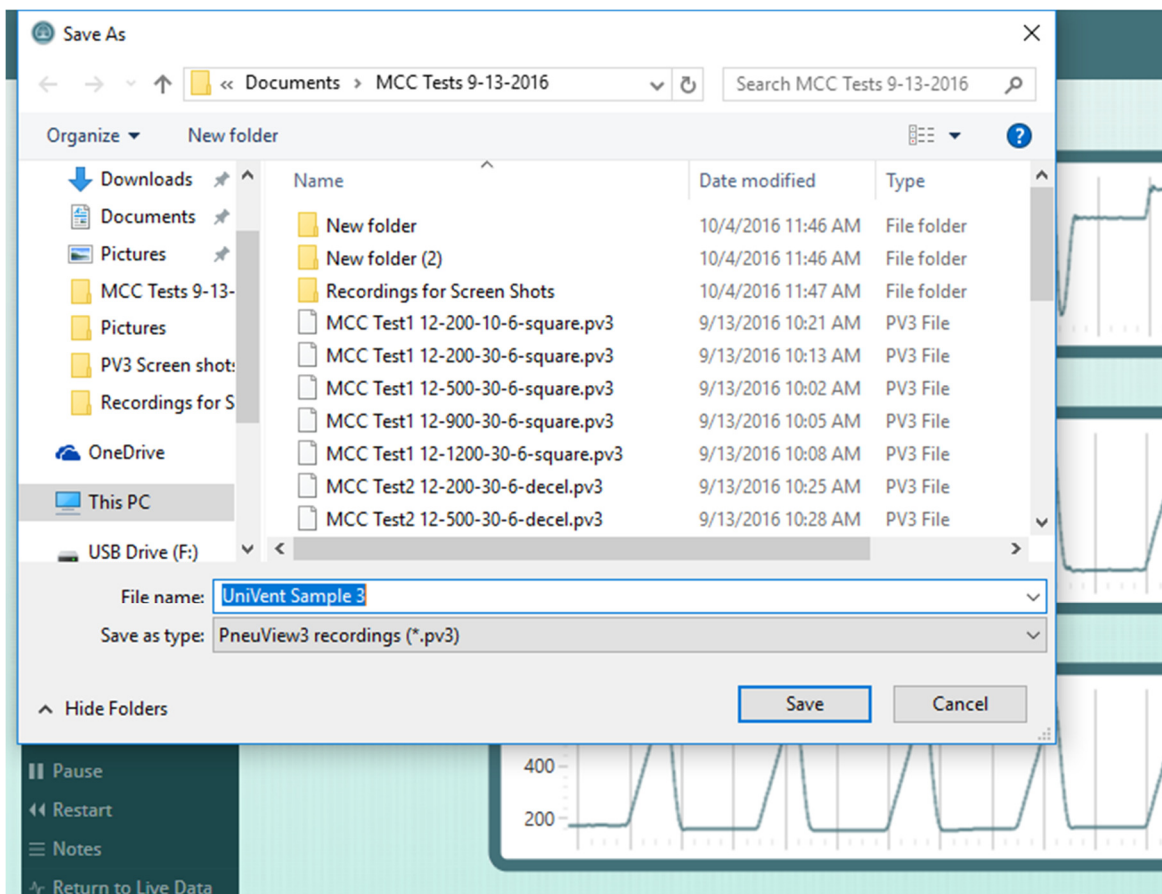 Save As
« Documents › MCC Tests 9-13-2016
Search MCC Tests 9-13-2016
Organize
New folder
Downloads
Documents
Pictures
MCC Tests 9-13-
Pictures
PV3 Screen shots
Recordings for S
OneDrive
This PC
USB Drive (F:)
Name Date modified Type
New folder 10/4/2016 11:46 AM File folder
New folder (2) 10/4/2016 11:46 AM File folder
Recordings for Screen Shots 10/4/2016 11:47 AM File folder
MCC Test1 12-200-10-6-square.pv3 9/13/2016 10:21 AM PV3 File
MCC Test1 12-200-30-6-square.pv3 9/13/2016 10:13 AM PV3 File
MCC Test1 12-500-30-6-square.pv3 9/13/2016 10:02 AM PV3 File
MCC Test1 12-900-30-6-square.pv3 9/13/2016 10:05 AM PV3 File
MCC Test1 12-1200-30-6-square.pv3 9/13/2016 10:08 AM PV3 File
MCC Test2 12-200-30-6-decel.pv3 9/13/2016 10:25 AM PV3 File
MCC Test2 12-500-30-6-decel.pv3 9/13/2016 10:28 AM PV3 File
File name: UniVent Sample 3
Save as type: PneuView3 recordings (*.pv3)
Hide Folders
Save
Cancel
Pause
Restart
Notes
Return to Live Data
400
200